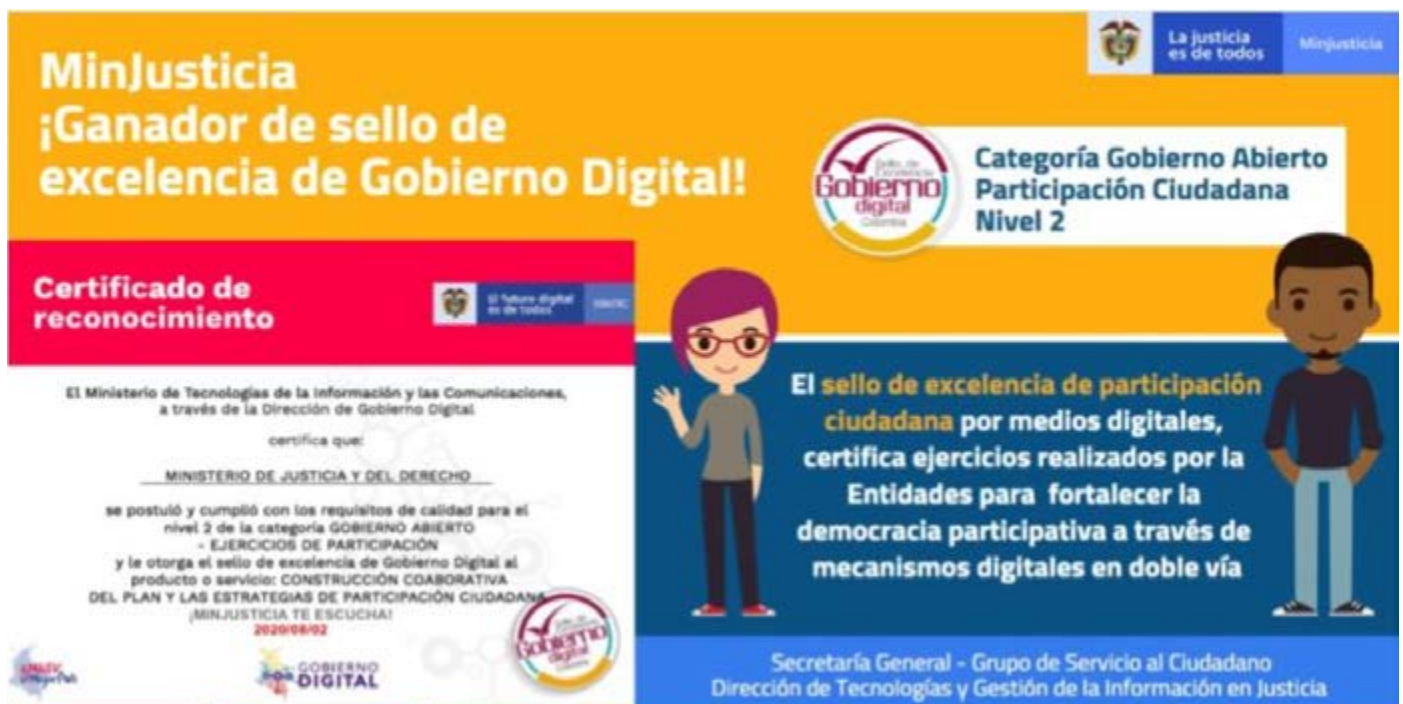 MinJusticia
¡Ganador de sello de
excelencia de Gobierno Digital!
La justicia
es de todos
Minjusticia
Sello de
Excelencia
Gobierno
digital
Colombia
Categoría Gobierno Abierto
Participación Ciudadana
Nivel 2
Certificado de
reconocimiento
El futuro digital
es de todos
MinTIC
El Ministerio de Tecnologías de la Información y las Comunicaciones,
a través de la Dirección de Gobierno Digital
certifica que:
MINISTERIO DE JUSTICIA Y DEL DERECHO
se postuló y cumplió con los requisitos de calidad para el
nivel 2 de la categoría GOBIERNO ABIERTO
- EJERCICIOS DE PARTICIPACIÓN
y le otorga el sello de excelencia de Gobierno Digital al
producto o servicio: CONSTRUCCIÓN COABORATIVA
DEL PLAN Y LAS ESTRATEGIAS DE PARTICIPACIÓN CIUDADANA
¡MINJUSTICIA TE ESCUCHA!
2020/08/02
GOBIERNO
DIGITAL
Gobierno
digital
El sello de excelencia de participación
ciudadana por medios digitales,
certifica ejercicios realizados por la
Entidades para fortalecer la
democracia participativa a través de
mecanismos digitales en doble vía
Secretaría General - Grupo de Servicio al Ciudadano
Dirección de Tecnologías y Gestión de la Información en Justicia